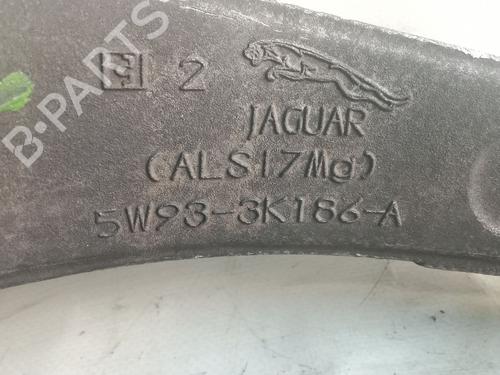 2
JAGUAR
(ALSI7Mg)
5W93-3K186-A
B-PARTS